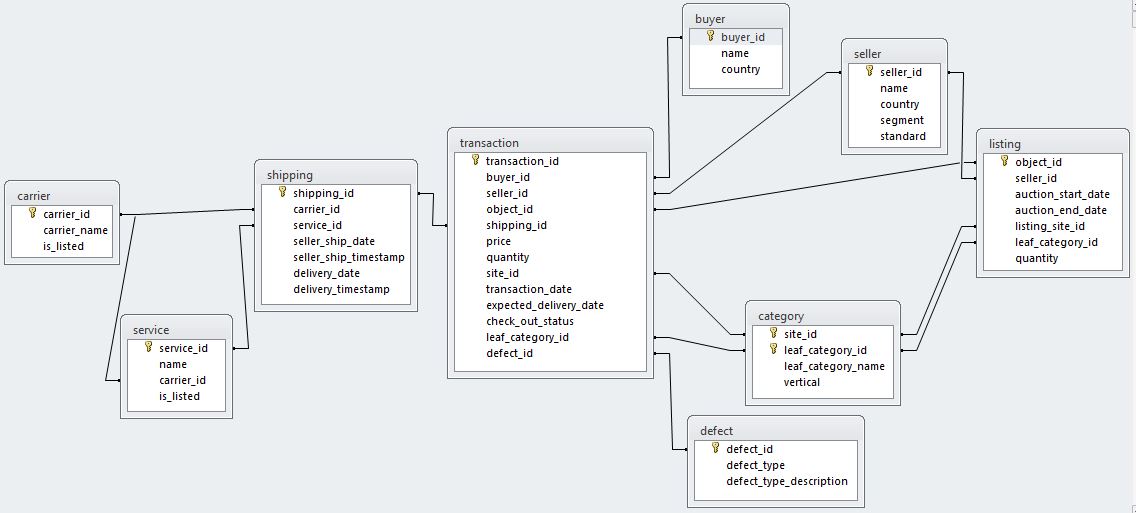 buyer
buyer_id
name
country
seller
seller_id
name
country
segment
standard
transaction
transaction_id
buyer_id
seller_id
object_id
shipping_id
price
quantity
site_id
transaction_date
expected_delivery_date
check_out_status
leaf_category_id
defect_id
listing
object_id
seller_id
auction_start_date
auction_end_date
listing_site_id
leaf_category_id
quantity
shipping
shipping_id
carrier_id
service_id
seller_ship_date
seller_ship_timestamp
delivery_date
delivery_timestamp
carrier
carrier_id
carrier_name
is_listed
service
service_id
name
carrier_id
is_listed
category
site_id
leaf_category_id
leaf_category_name
vertical
defect
defect_id
defect_type
defect_type_description